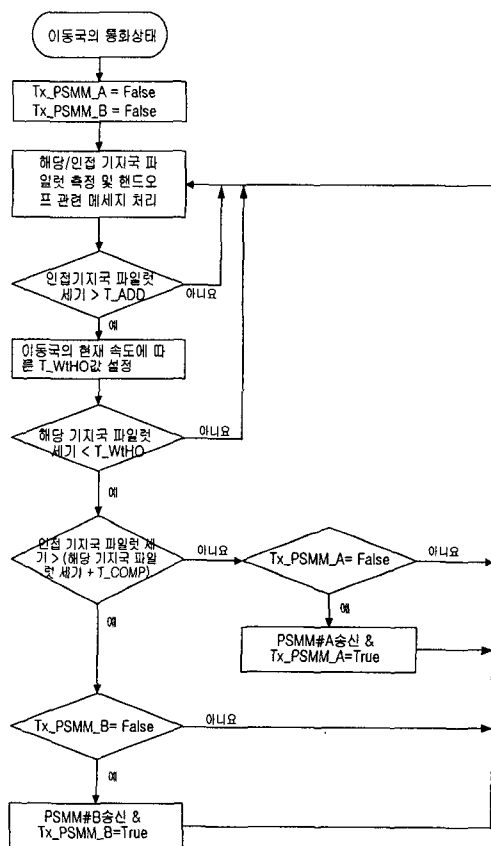 이동국의 통화상태
Tx_PSMM_A = False
Tx_PSMM_B = False
해당/인접 기지국 파
일럿 측정 및 핸드오
프 관련 메세지 처리
인접기지국 파일럿
세기 > T_ADD
아니요
예
이동국의 현재 속도에 따
른 T_WtHO값 설정
해당 기지국 파일럿
세기 < T_WtHO
아니요
예
인접 기지국 파일럿 세
기 > (해당 기지국 파일
럿 세기 + T_COMP)
아니요
Tx_PSMM_A= False
아니요
예
예
PSMM#A송신 &
Tx_PSMM_A=True
Tx_PSMM_B= False
아니요
예
PSMM#B송신 &
Tx_PSMM_B=True